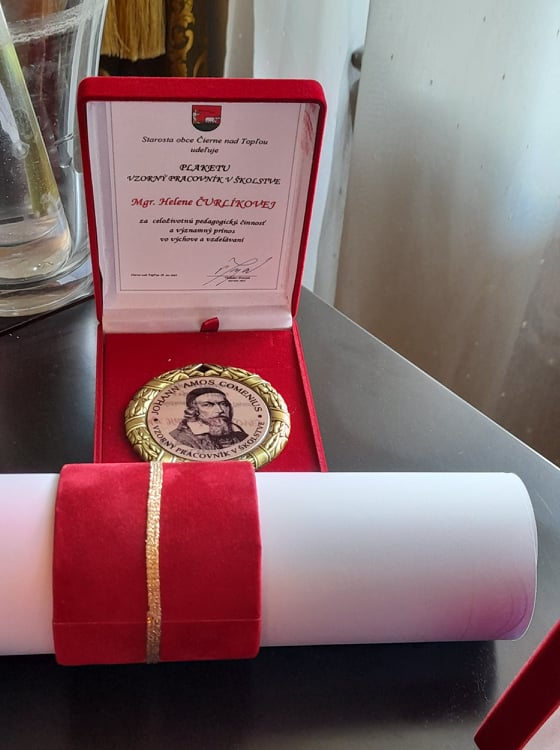 Starosta obce Čierne nad Topľou
udeľuje
PLAKETU
VZORNÝ PRACOVNÍK V ŠKOLSTVE
Mgr. Helene ČURLÍKOVEJ
za celoživotnú pedagogickú činnosť
a významný prínos
vo výchove a vzdelávaní
JOHANN AMOS COMENIUS
VZORNÝ PRACOVNÍK V ŠKOLSTVE